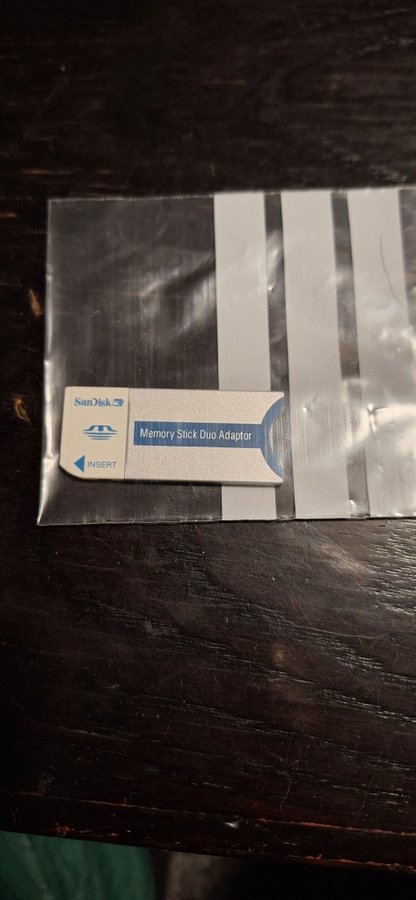 SanDisk
Memory Stick Duo Adaptor
INSERT